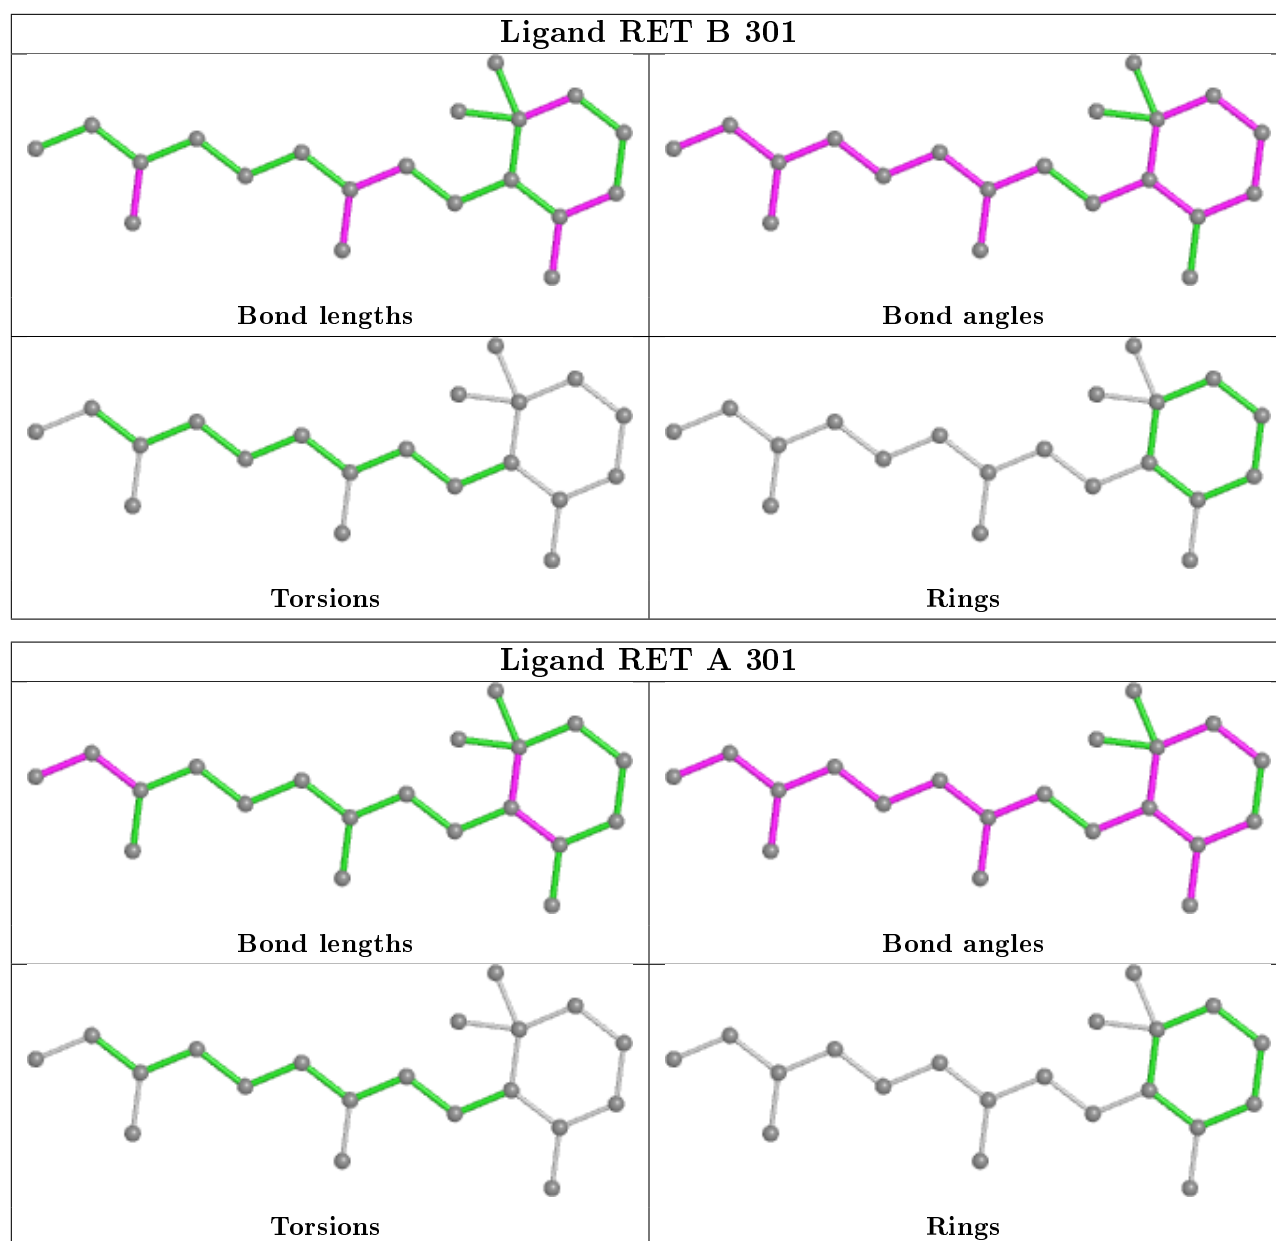 Ligand RET B 301
Bond lengths
Bond angles
Torsions
Rings
Ligand RET A 301
Bond lengths
Bond angles
Torsions
Rings